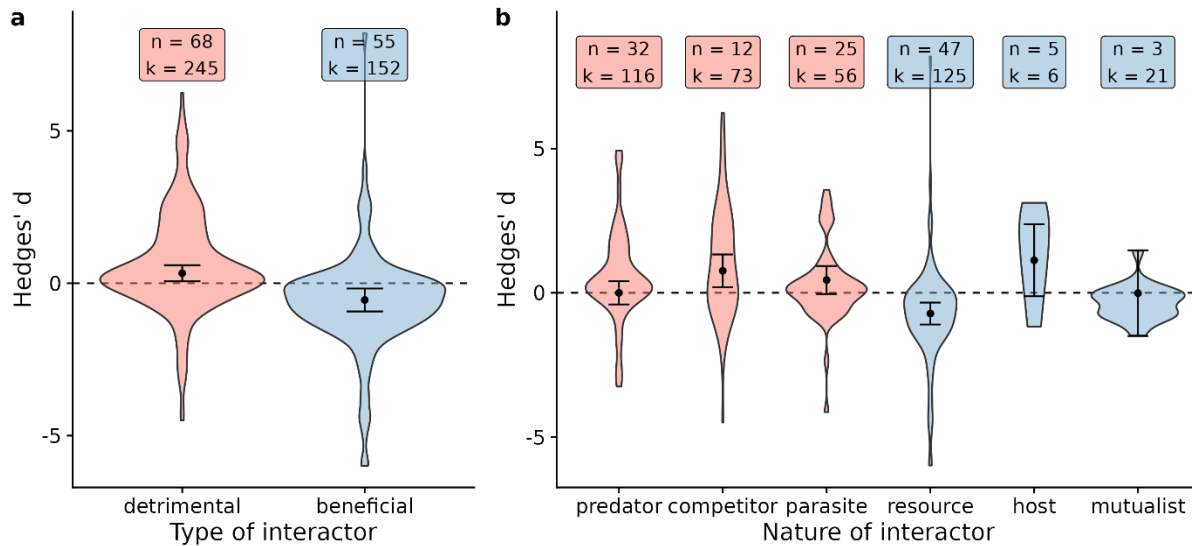 a
n = 68
k = 245
n = 55
k = 152
5
0
-5
Hedges' d
detrimental
beneficial
Type of interactor
b
n = 32
k = 116
n = 12
k = 73
n = 25
k = 56
n = 47
k = 125
n = 5
k = 6
n = 3
k = 21
5
0
-5
Hedges' d
predator
competitor
parasite
resource
host
mutualist
Nature of interactor